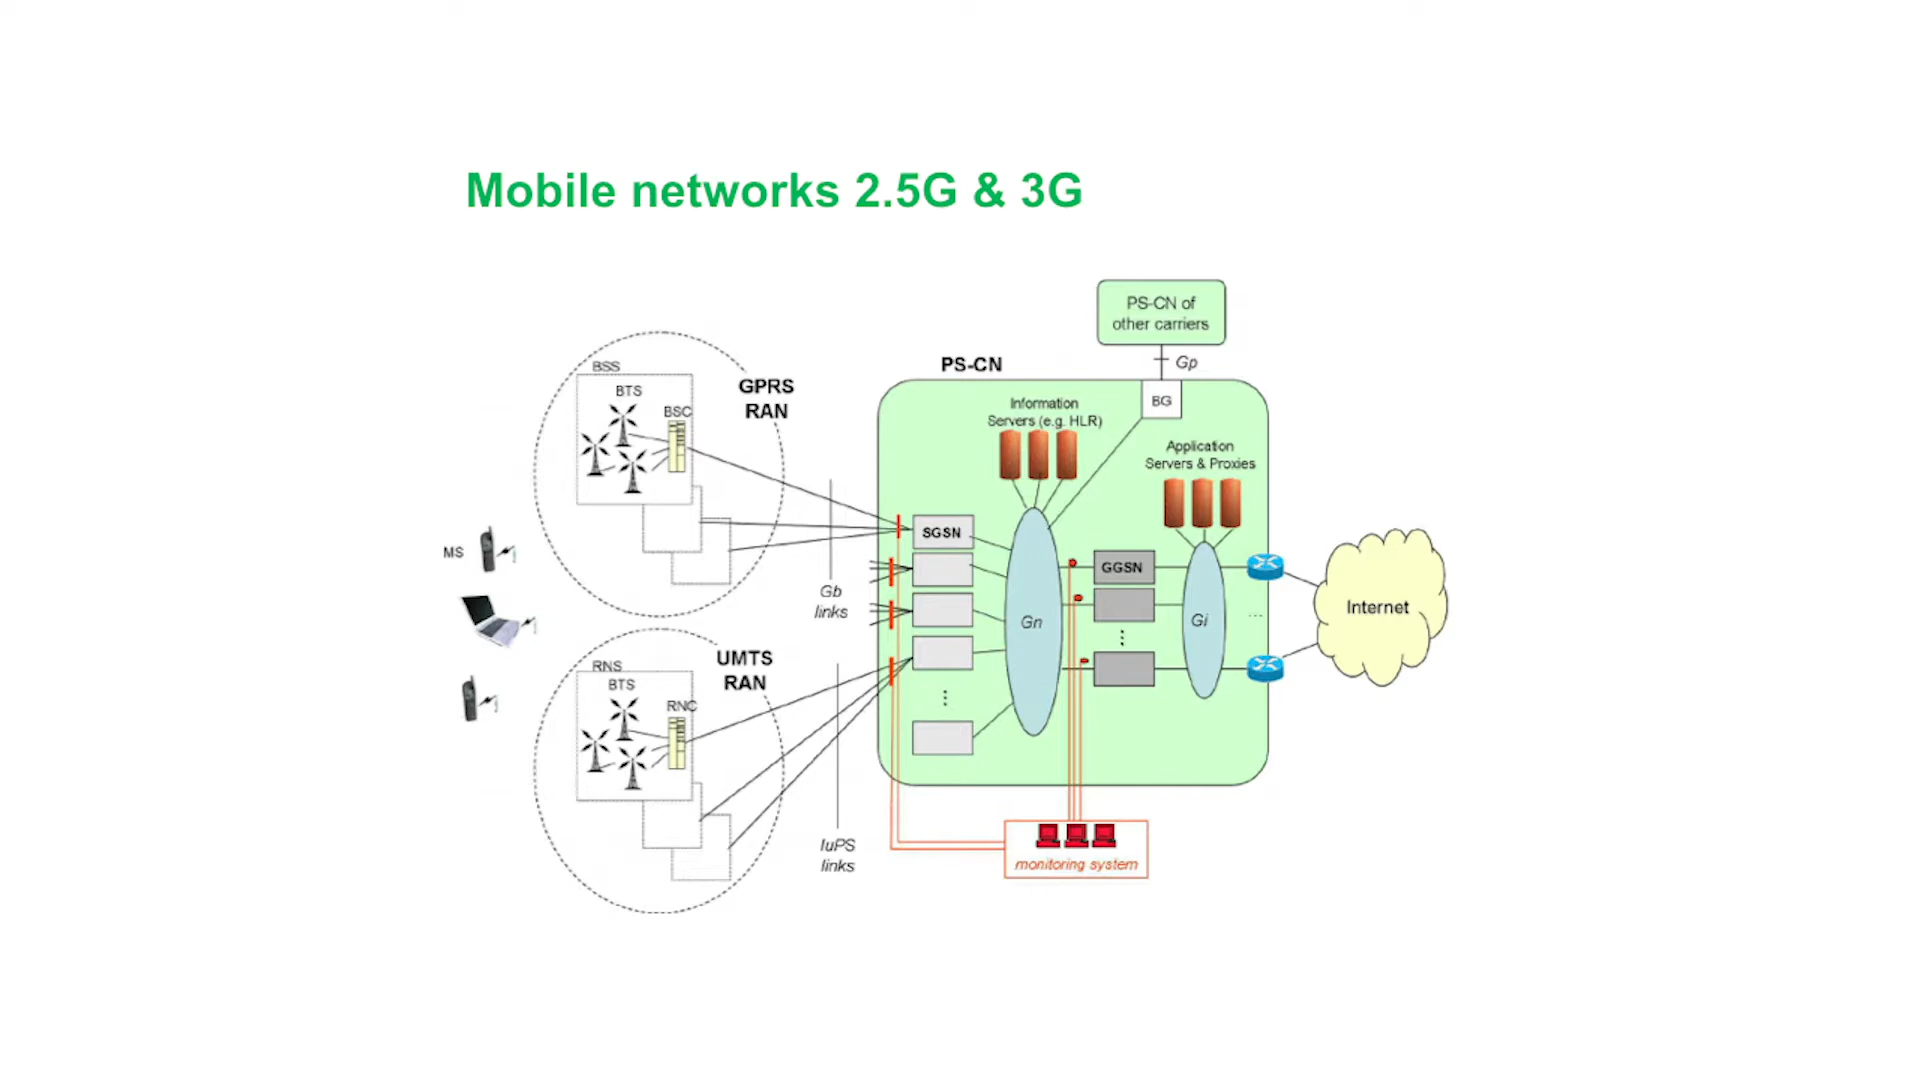 Mobile networks 2.5G & 3G
PS-CN of
other carriers
Gp
PS-CN
BG
BSS
BTS
BSC
GPRS
RAN
Information
Servers (e.g. HLR)
Application
Servers & Proxies
MS
SGSN
GGSN
Gb
links
Gn
Gi
...
Internet
RNS
BTS
RNC
UMTS
RAN
IuPS
links
monitoring system